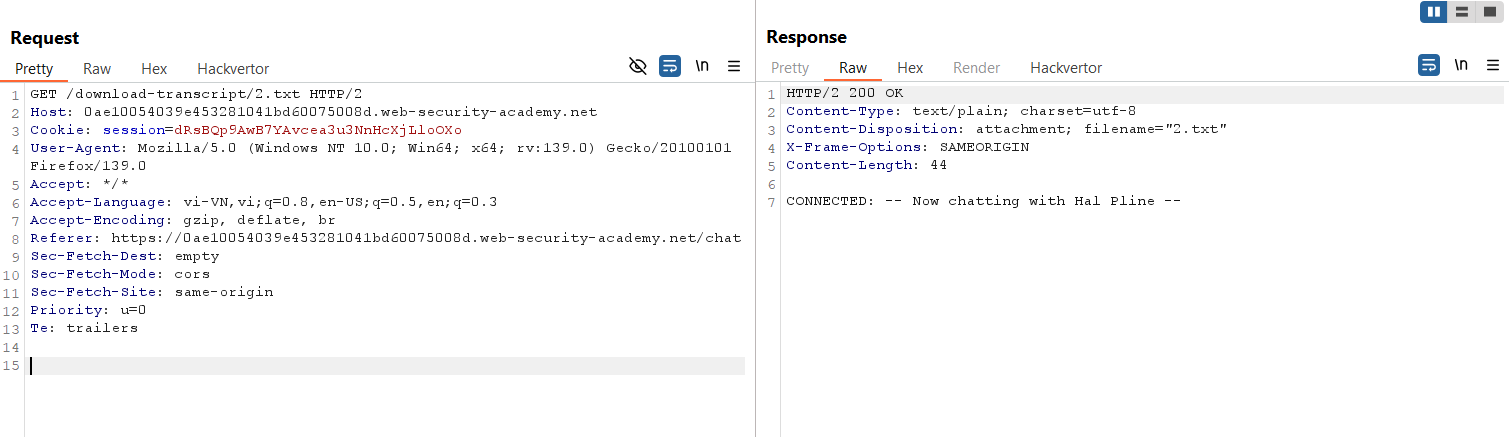 Request
Pretty Raw Hex Hackvertor \n
1 GET /download-transcript/2.txt HTTP/2
2 Host: 0ae10054039e453281041bd60075008d.web-security-academy.net
3 Cookie: session=dRsBQp9AwB7YAvcea3u3NnHcXjLloOXo
4 User-Agent: Mozilla/5.0 (Windows NT 10.0; Win64; x64; rv:139.0) Gecko/20100101
Firefox/139.0
5 Accept: */*
6 Accept-Language: vi-VN,vi;q=0.8,en-US;q=0.5,en;q=0.3
7 Accept-Encoding: gzip, deflate, br
8 Referer: https://0ae10054039e453281041bd60075008d.web-security-academy.net/chat
9 Sec-Fetch-Dest: empty
10 Sec-Fetch-Mode: cors
11 Sec-Fetch-Site: same-origin
12 Priority: u=0
13 Te: trailers
14
15
Response
Pretty Raw Hex Render Hackvertor \n
1 HTTP/2 200 OK
2 Content-Type: text/plain; charset=utf-8
3 Content-Disposition: attachment; filename="2.txt"
4 X-Frame-Options: SAMEORIGIN
5 Content-Length: 44
6
7 CONNECTED: -- Now chatting with Hal Pline --